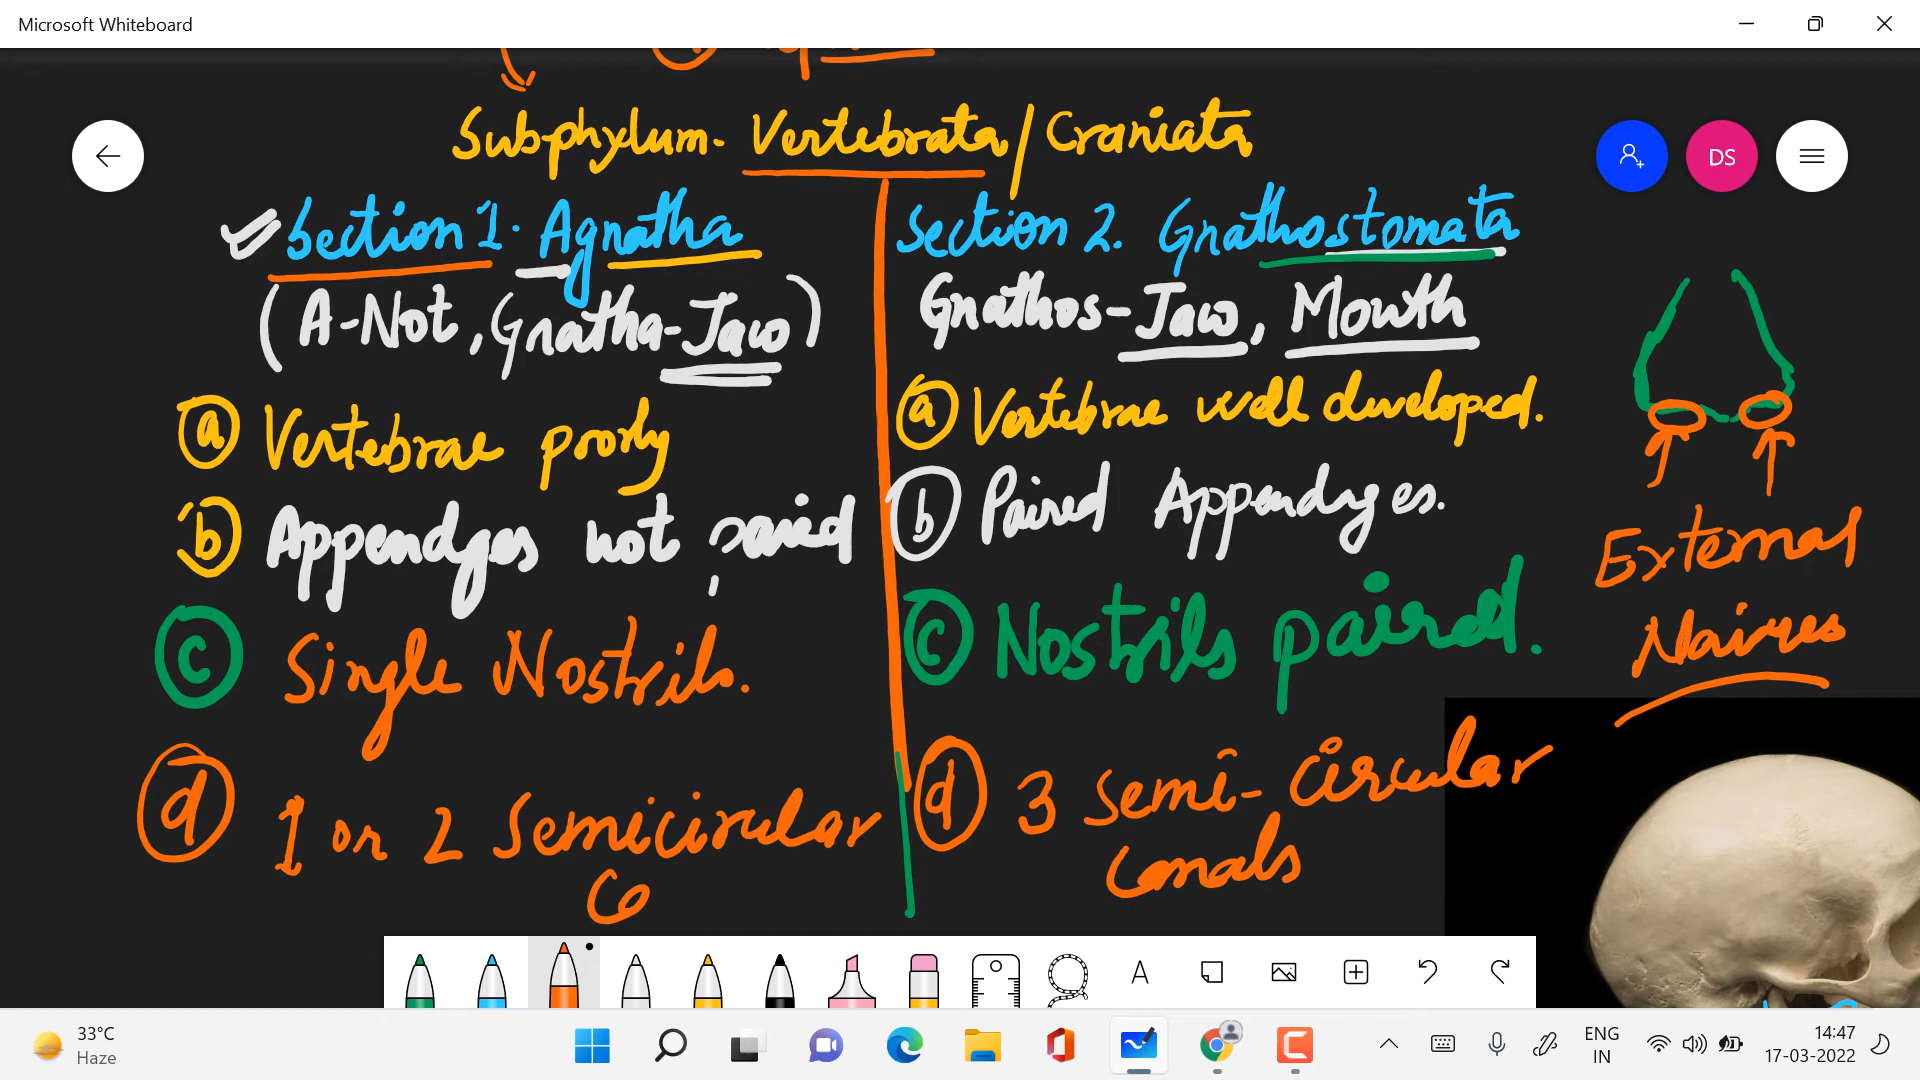 Microsoft Whiteboard
Subphylum- Vertebrata/Craniata
Section 1. Agnatha
(A-Not, Gnatha-Jaw)
a Vertebrae poorly
b Appendges not paired
c Single Nostrils.
d 1 or 2 Semicircular
Ca
Section 2. Gnathostomata
Gnathos-Jaw, Mouth
a Vertebrae well developed.
b Paired Appendages.
c Nostrils paired.
d 3 Semi-Circular
Canals
DS
External
Naires
A
33°C
Haze
ENG
IN
14:47
17-03-2022